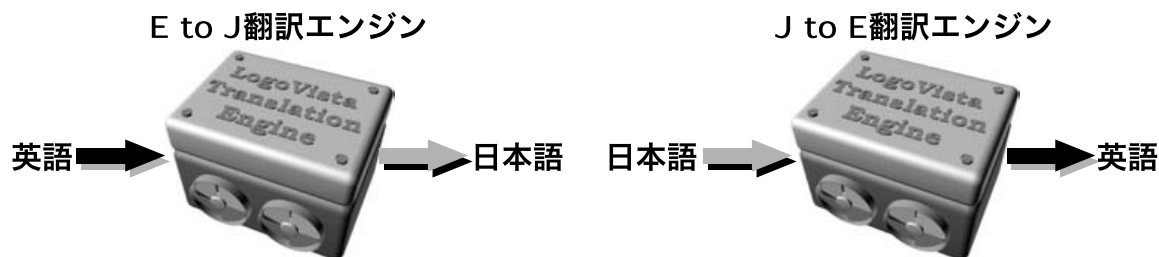 E to J翻訳エンジン
LogoVista
Translation
Engine
英語
日本語
J to E翻訳エンジン
LogoVista
Translation
Engine
日本語
英語